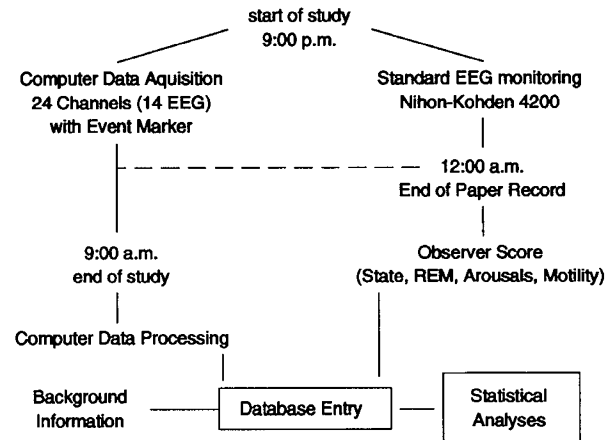 start of study
9:00 p.m.
Computer Data Aquisition
24 Channels (14 EEG)
with Event Marker
Standard EEG monitoring
Nihon-Kohden 4200
12:00 a.m.
End of Paper Record
9:00 a.m.
end of study
Observer Score
(State, REM, Arousals, Motility)
Computer Data Processing
Background
Information
Database Entry
Statistical
Analyses